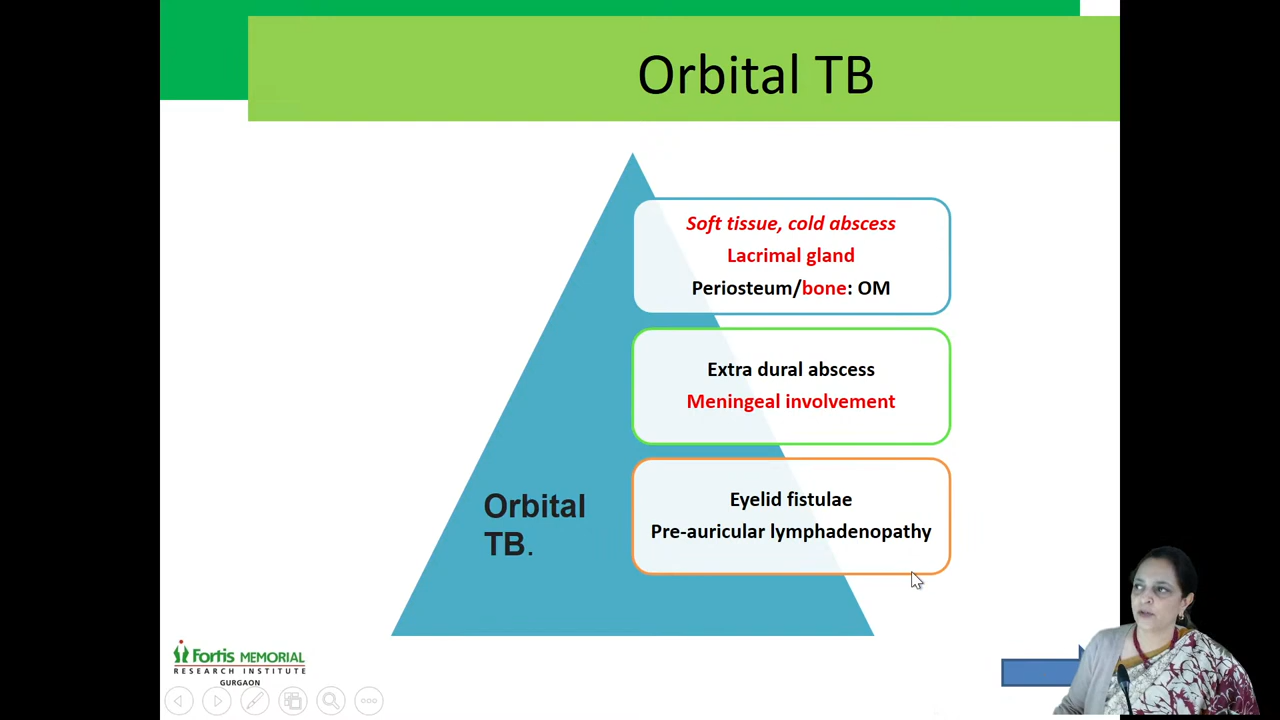 Orbital TB
Soft tissue, cold abscess
Lacrimal gland
Periosteum/bone: OM
Extra dural abscess
Meningeal involvement
Eyelid fistulae
Pre-auricular lymphadenopathy
Orbital
TB.
Fortis MEMORIAL
RESEARCH INSTITUTE
GURGAON